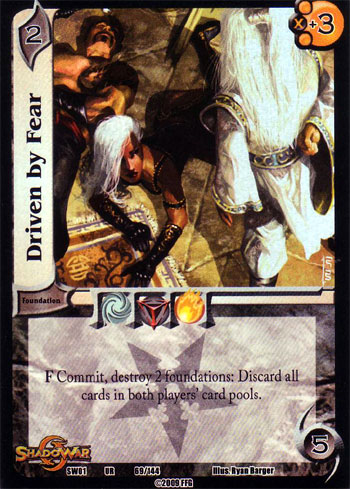 2
+3
Driven by Fear
Foundation
F Commit, destroy 2 foundations: Discard all
cards in both players' card pools.
5
SHADOWAR
SW01 UR 69/144 Illus. Ryan Barger
©2009 FFG